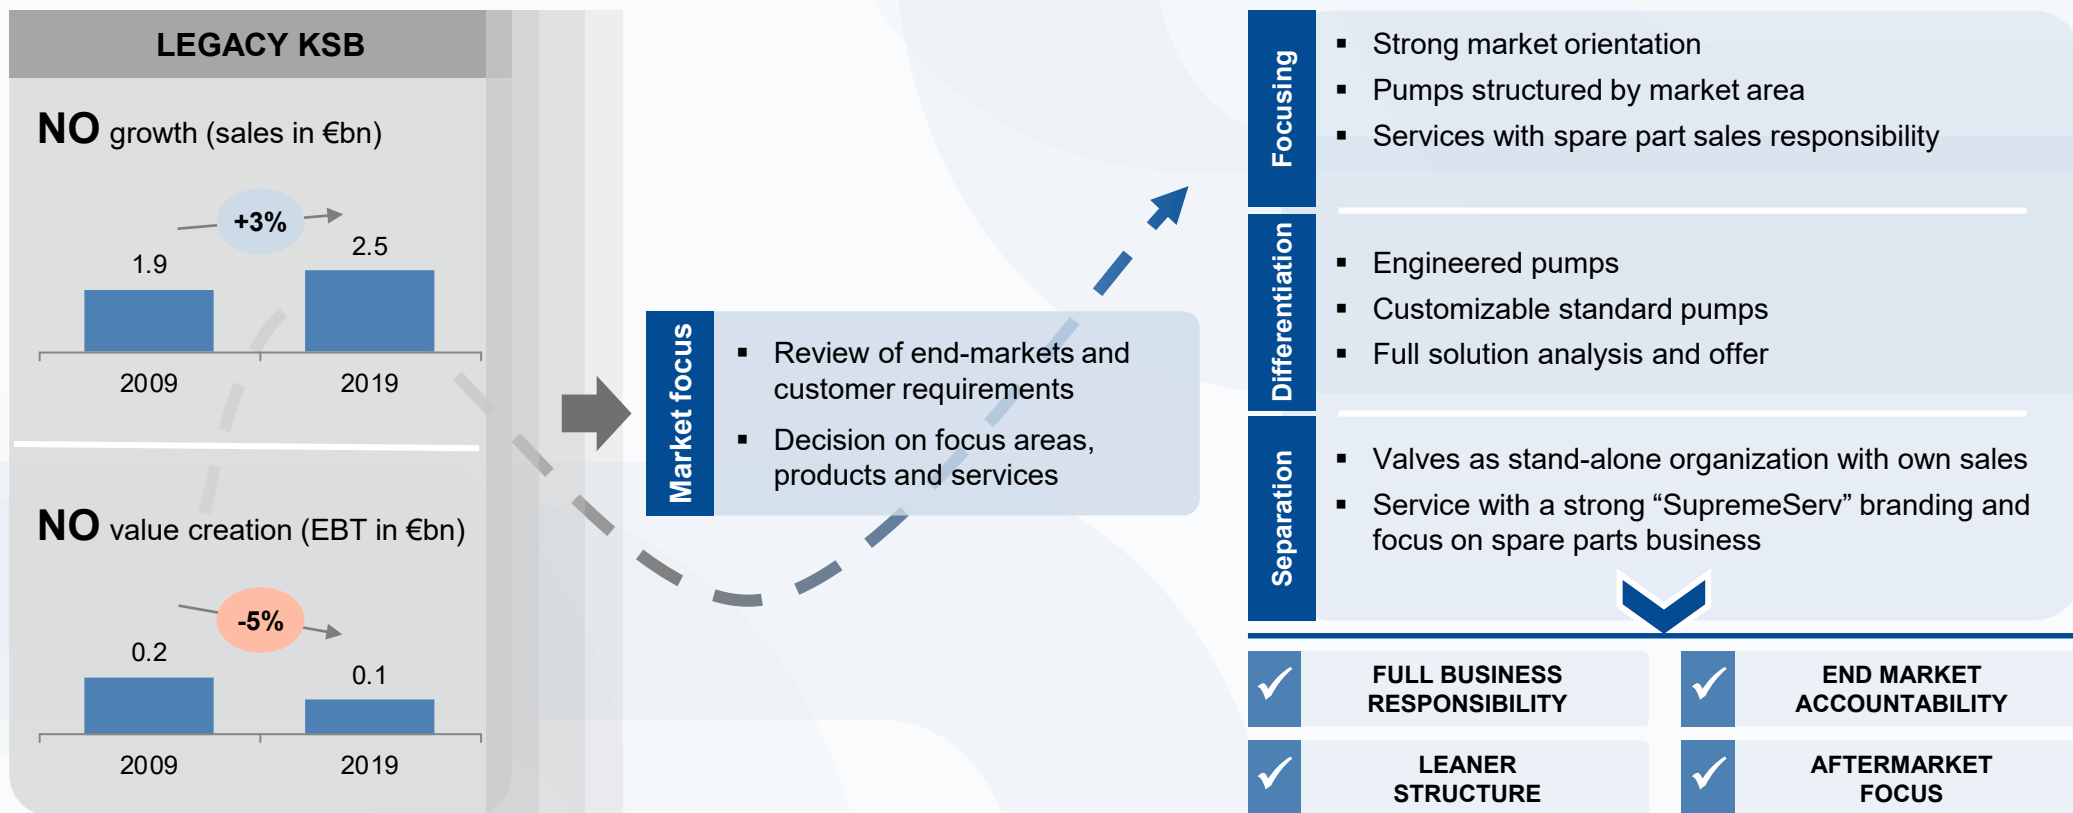 LEGACY KSB
NO growth (sales in €bn)
+3%
1.9
2.5
2009
2019
NO value creation (EBT in €bn)
-5%
0.2
0.1
2009
2019
Market focus
▪ Review of end-markets and
customer requirements
▪ Decision on focus areas,
products and services
Focusing
▪ Strong market orientation
▪ Pumps structured by market area
▪ Services with spare part sales responsibility
Differentiation
▪ Engineered pumps
▪ Customizable standard pumps
▪ Full solution analysis and offer
Separation
▪ Valves as stand-alone organization with own sales
▪ Service with a strong “SupremeServ” branding and
focus on spare parts business
FULL BUSINESS
RESPONSIBILITY
END MARKET
ACCOUNTABILITY
LEANER
STRUCTURE
AFTERMARKET
FOCUS